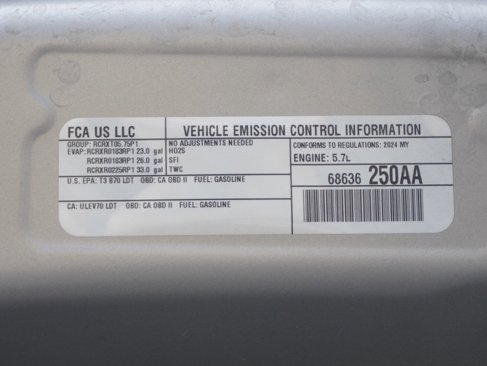 FCA US LLC
VEHICLE EMISSION CONTROL INFORMATION
GROUP: RCRXT05.75P1
EVAP: RCRXR0183RP1 23.0 gal
RCRXR0183RP1 26.0 gal
RCRXR0225RP1 33.0 gal
NO ADJUSTMENTS NEEDED
HO2S
SFI
TWC
CONFORMS TO REGULATIONS: 2024 MY
ENGINE: 5.7L
U.S. EPA: T3 B70 LDT OBD: CA OBD II FUEL: GASOLINE
68636 250AA
CA: ULEV70 LDT OBD: CA OBD II FUEL: GASOLINE